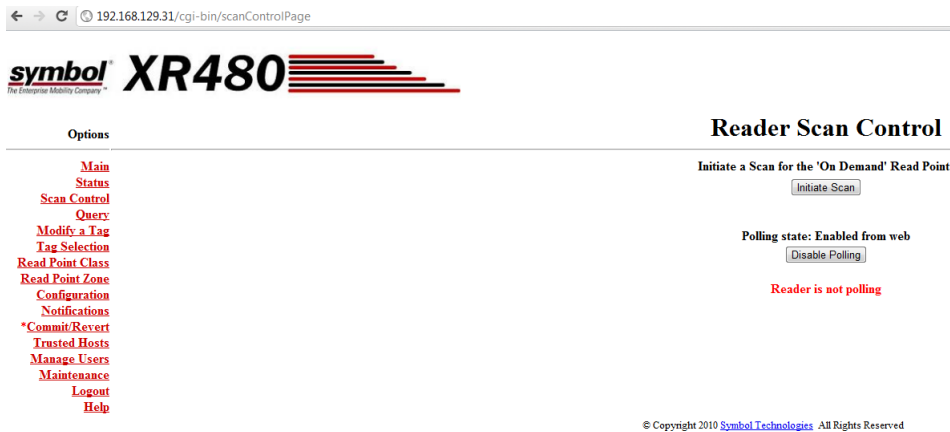 192.168.129.31/cgi-bin/scanControlPage
symbol® XR480
The Enterprise Mobility Company™
Options
Reader Scan Control
Main
Status
Scan Control
Query
Modify a Tag
Tag Selection
Read Point Class
Read Point Zone
Configuration
Notifications
*Commit/Revert
Trusted Hosts
Manage Users
Maintenance
Logout
Help
Initiate a Scan for the 'On Demand' Read Point
Initiate Scan
Polling state: Enabled from web
Disable Polling
Reader is not polling
© Copyright 2010 Symbol Technologies All Rights Reserved